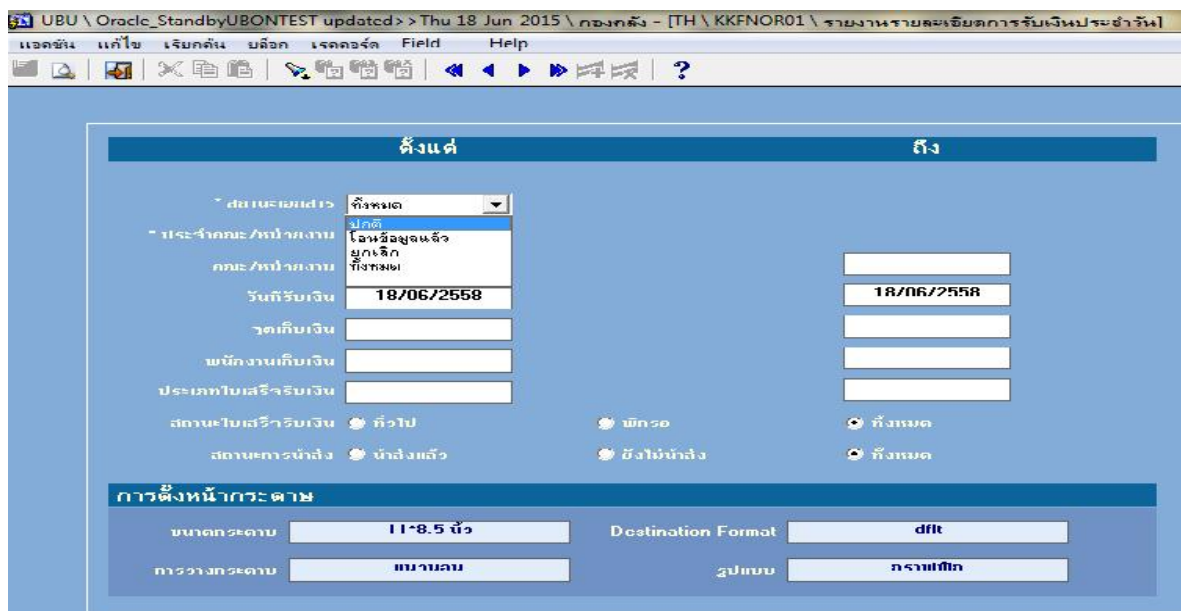 UBU \ Oracle_StandbyUBONTEST updated>>Thu 18 Jun 2015 \ กองคลัง - [TH \ KKFNOR01 \ รายงานรายละเอียดการรับเงินประจำวัน]
แอคชัน แก้ไข เรียกค้น บล็อก เรคคอร์ด Field Help
ตั้งแต่ ถึง
* สถานะเอกสาร ทั้งหมด
ปกติ
* ประจำคณะ/หน่วยงาน โอนข้อมูลแล้ว
ยกเลิก
คณะ/หน่วยงาน ทั้งหมด
วันที่รับเงิน 18/06/2558 18/06/2558
จุดเก็บเงิน
พนักงานเก็บเงิน
ประเภทใบเสร็จรับเงิน
สถานะใบเสร็จรับเงิน ทั่วไป พักรอ ทั้งหมด
สถานะการนำส่ง นำส่งแล้ว ยังไม่นำส่ง ทั้งหมด
การตั้งหน้ากระดาษ
ขนาดกระดาษ 11*8.5 นิ้ว Destination Format dflt
การวางกระดาษ แนวนอน รูปแบบ กราฟฟิก